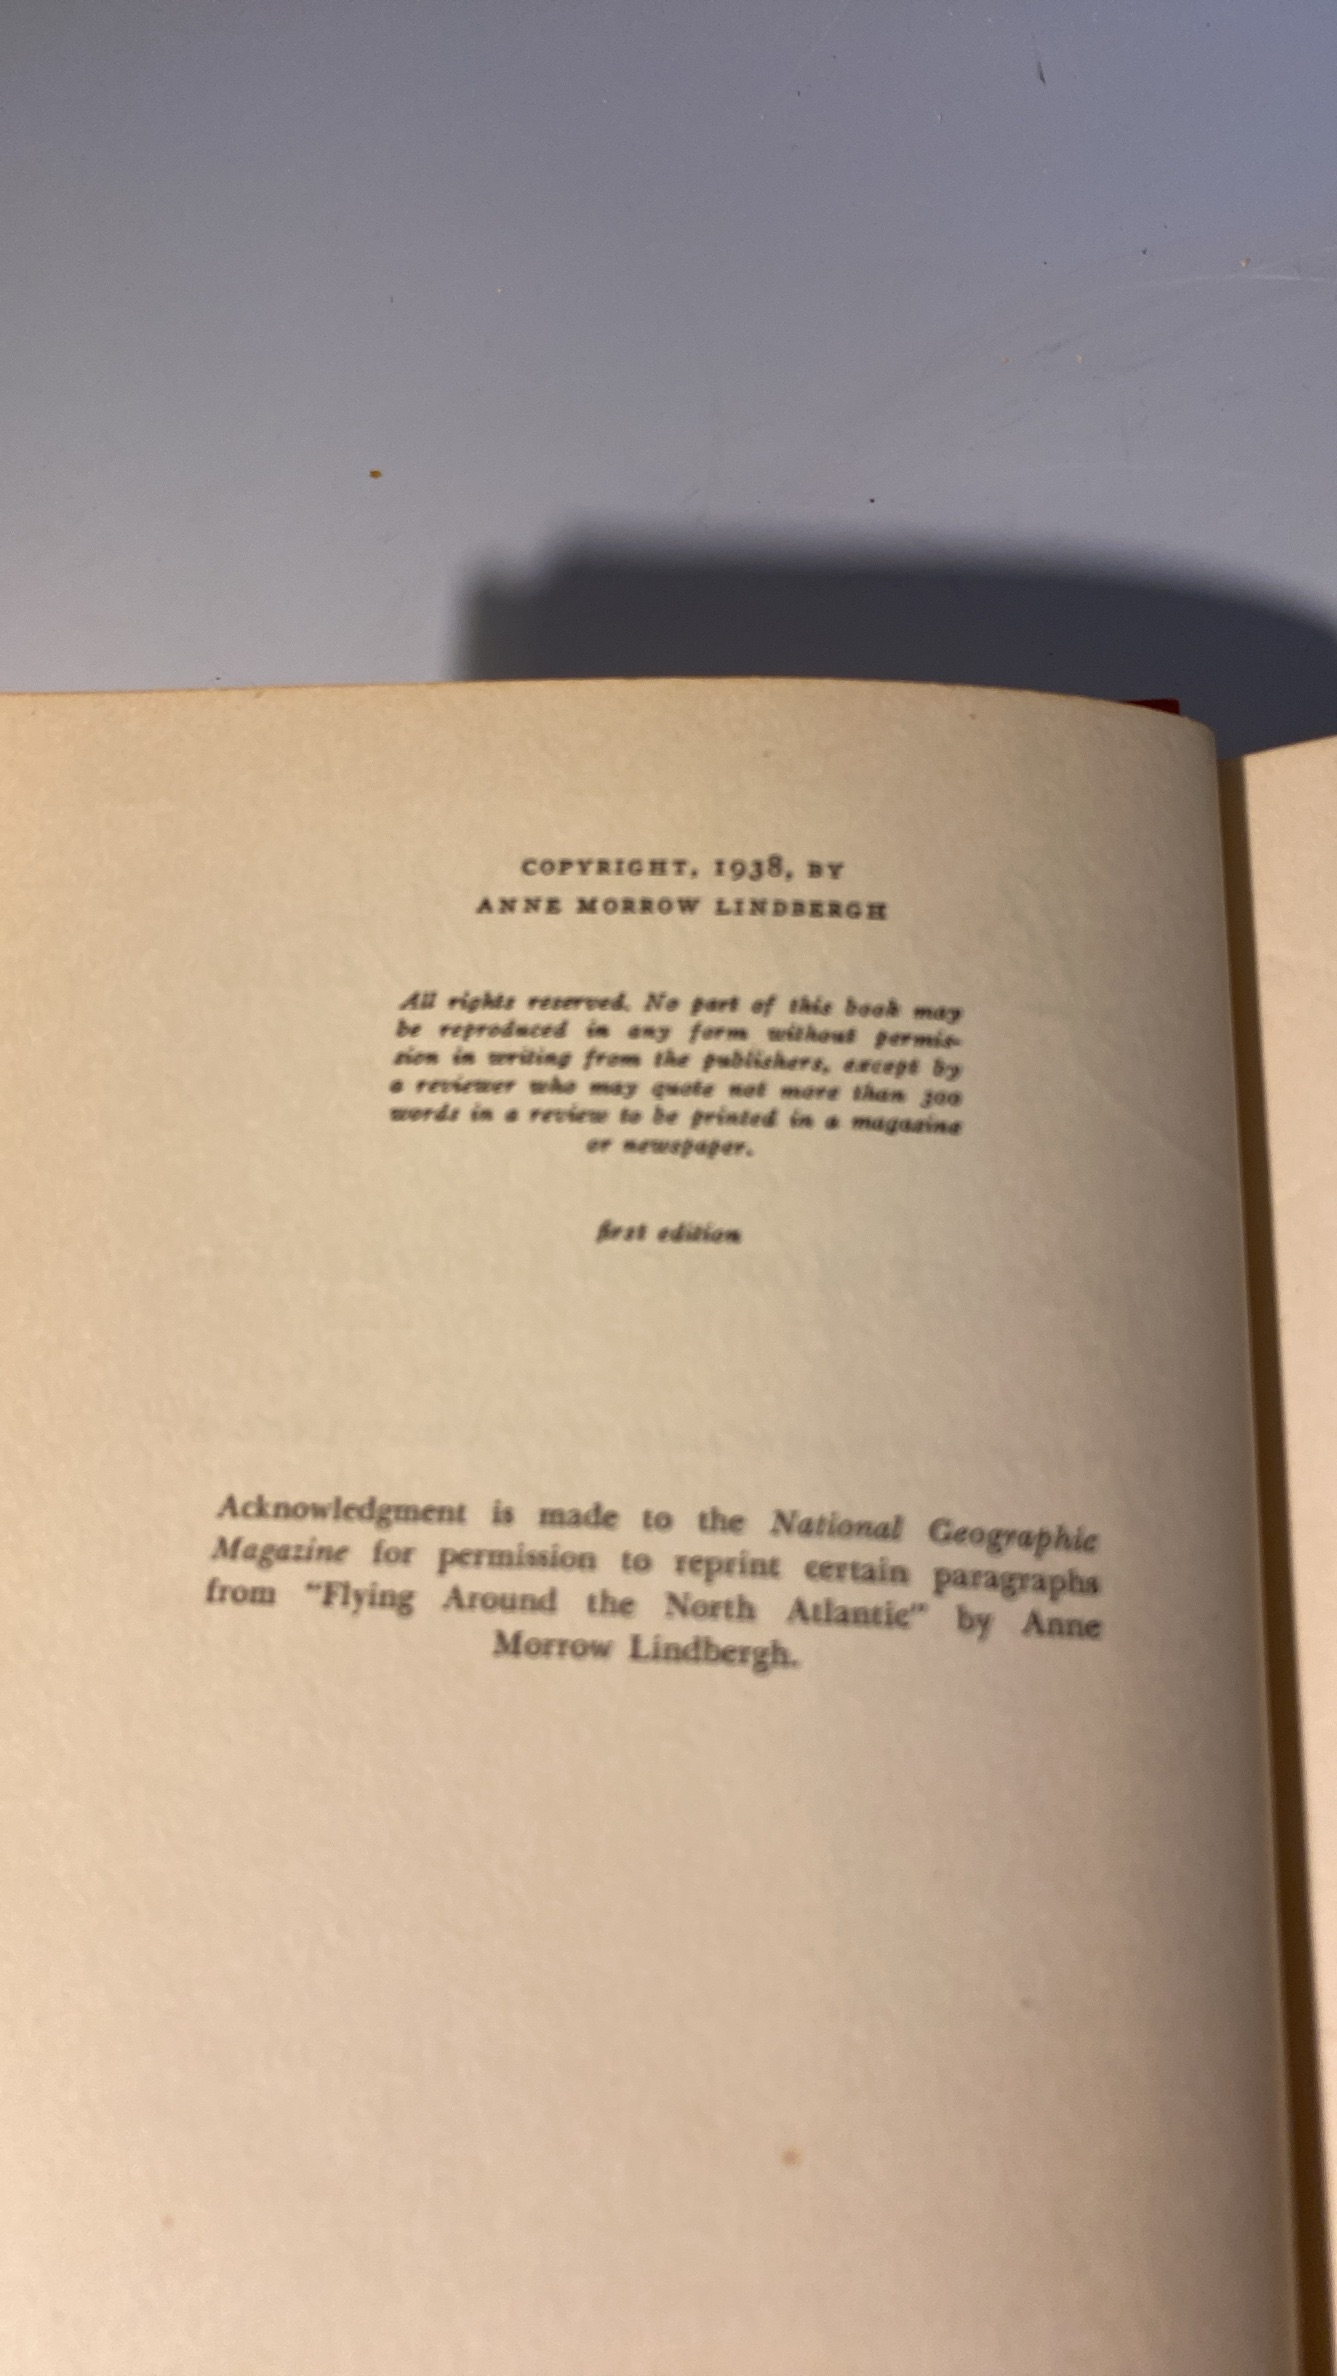 COPYRIGHT, 1938, BY
ANNE MORROW LINDBERGH
All rights reserved. No part of this book may
be reproduced in any form without permis-
sion in writing from the publishers, except by
a reviewer who may quote not more than 300
words in a review to be printed in a magazine
or newspaper.
first edition
Acknowledgment is made to the National Geographic
Magazine for permission to reprint certain paragraphs
from "Flying Around the North Atlantic" by Anne
Morrow Lindbergh.